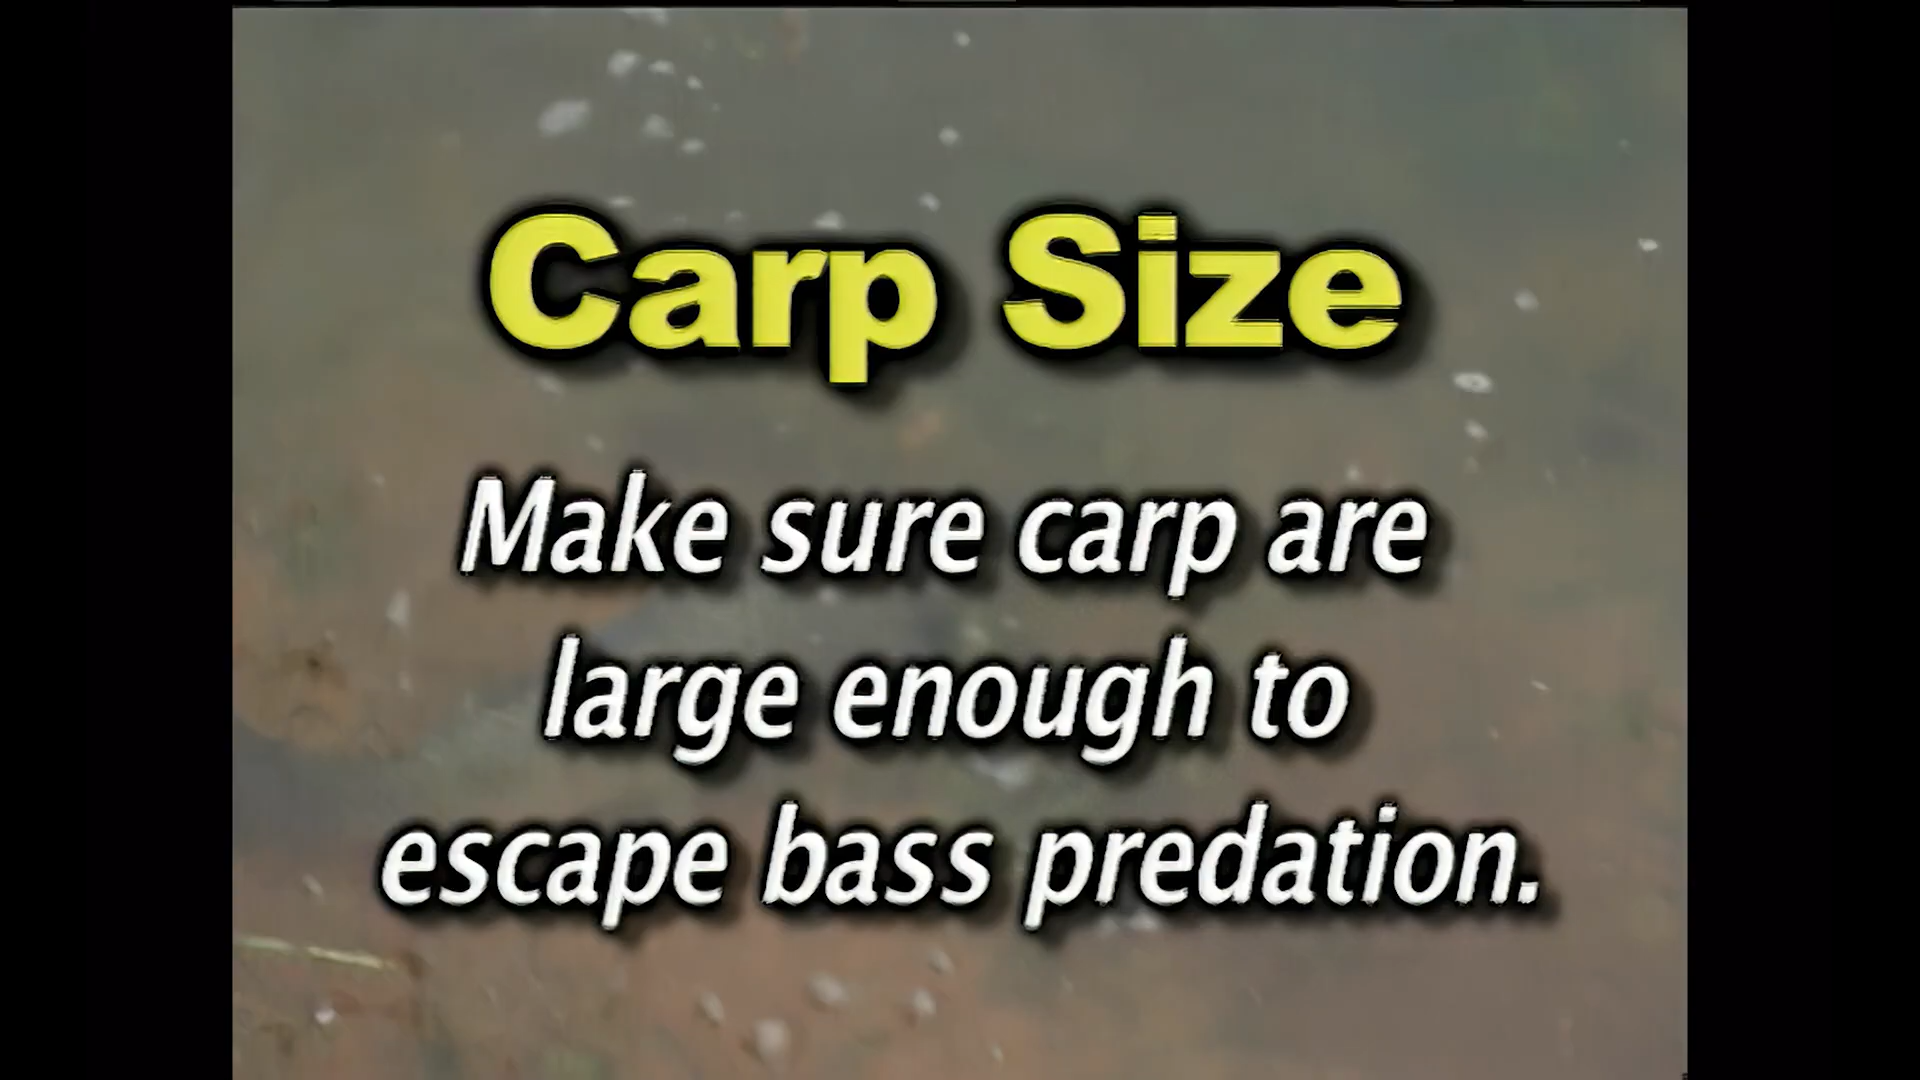 Carp Size
Make sure carp are
large enough to
escape bass predation.